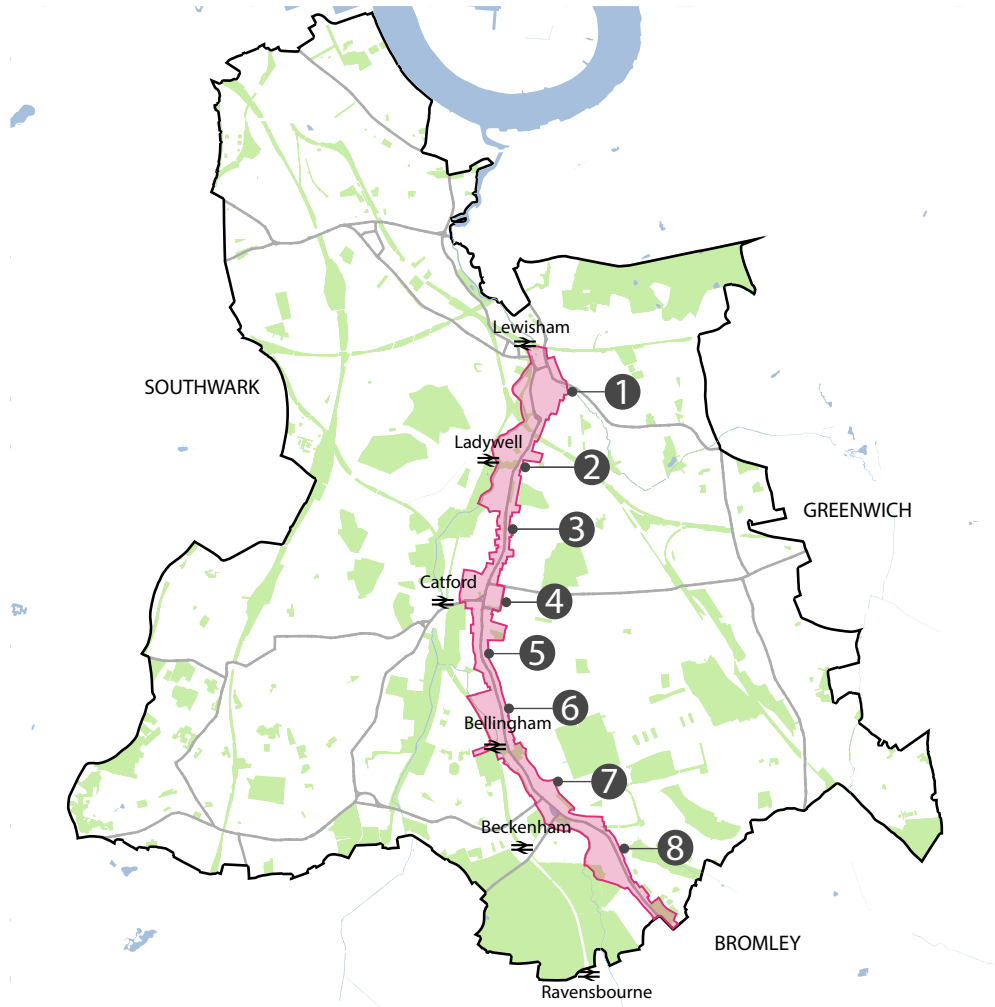 Lewisham
SOUTHWARK
1
Ladywell
2
GREENWICH
3
Catford
4
5
6
Bellingham
7
Beckenham
8
BROMLEY
Ravensbourne